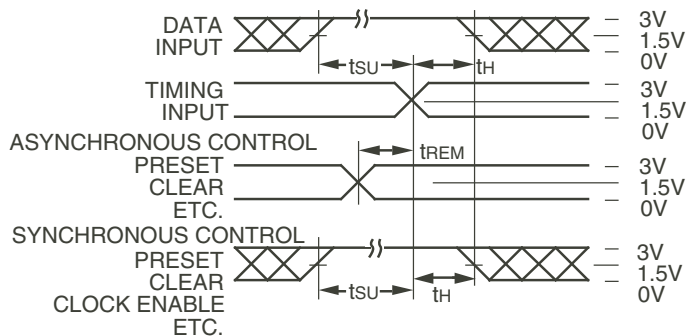 DATA
INPUT
3V
1.5V
0V
tSU
tH
TIMING
INPUT
3V
1.5V
0V
ASYNCHRONOUS CONTROL
PRESET
CLEAR
ETC.
tREM
3V
1.5V
0V
SYNCHRONOUS CONTROL
PRESET
CLEAR
CLOCK ENABLE
ETC.
tSU
tH
3V
1.5V
0V